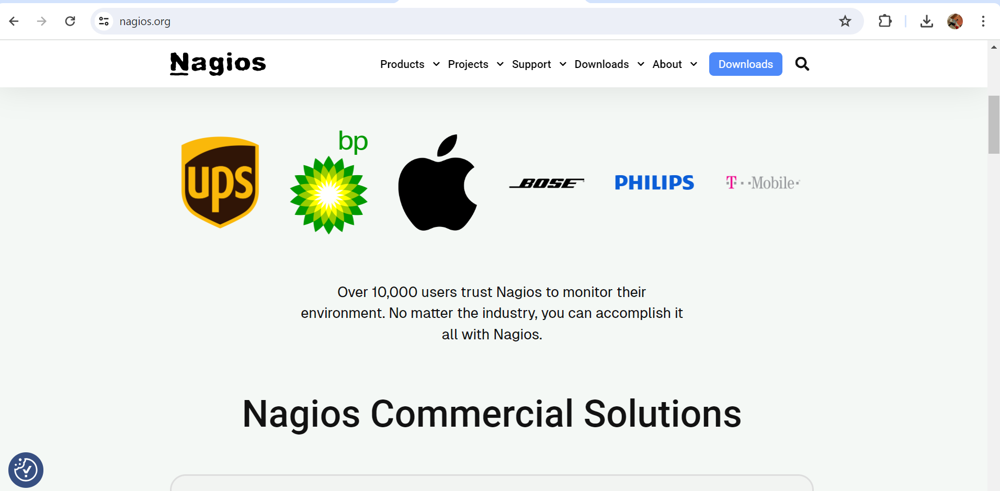 nagios.org
Nagios
Products Projects Support Downloads About Downloads
ups
bp
BOSE
PHILIPS
T··Mobile·
Over 10,000 users trust Nagios to monitor their
environment. No matter the industry, you can accomplish it
all with Nagios.
Nagios Commercial Solutions